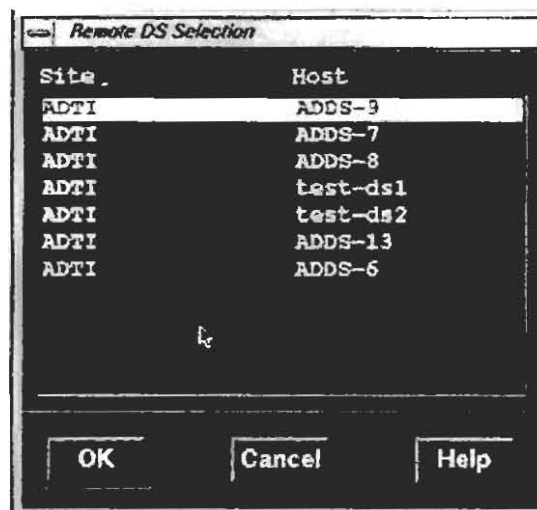 Remote DS Selection
Site. Host
ADTI ADDS-9
ADTI ADDS-7
ADTI ADDS-8
ADTI test-ds1
ADTI test-ds2
ADTI ADDS-13
ADTI ADDS-6
OK Cancel Help